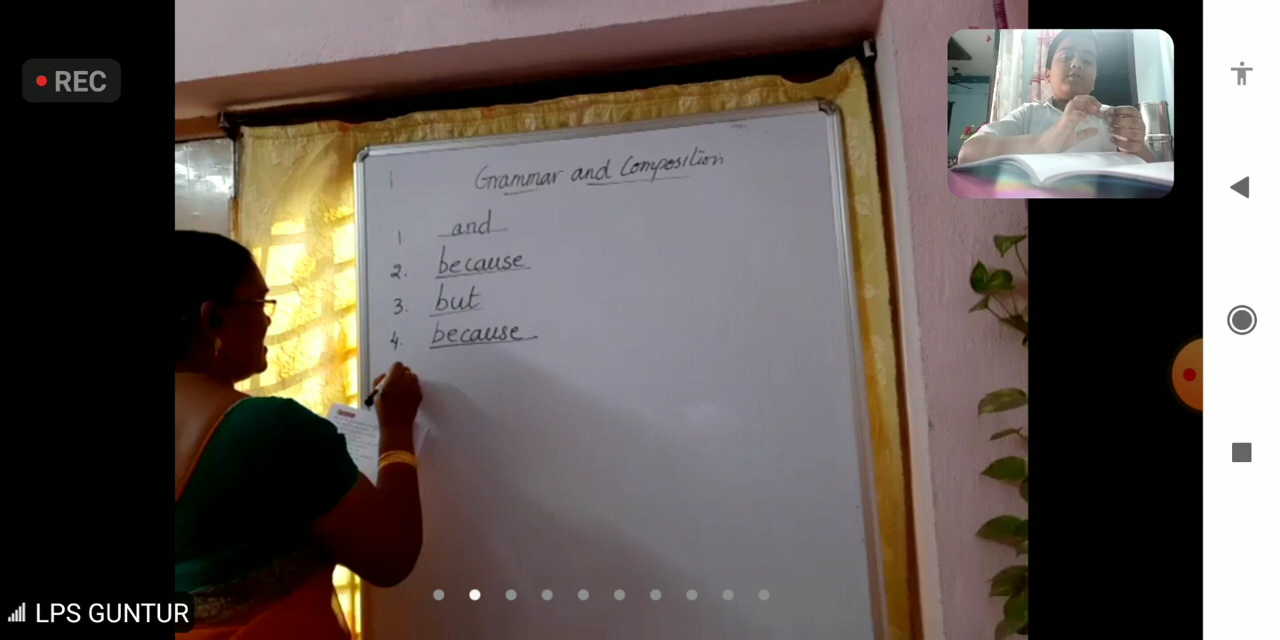 REC
Grammar and Composition
1 and
2. because
3. but
4. because
LPS GUNTUR